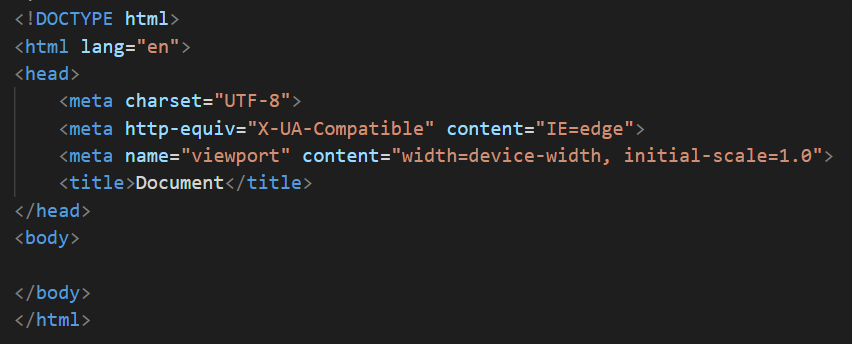 <!DOCTYPE html>
<html lang="en">
<head>
    <meta charset="UTF-8">
    <meta http-equiv="X-UA-Compatible" content="IE=edge">
    <meta name="viewport" content="width=device-width, initial-scale=1.0">
    <title>Document</title>
</head>
<body>

</body>
</html>